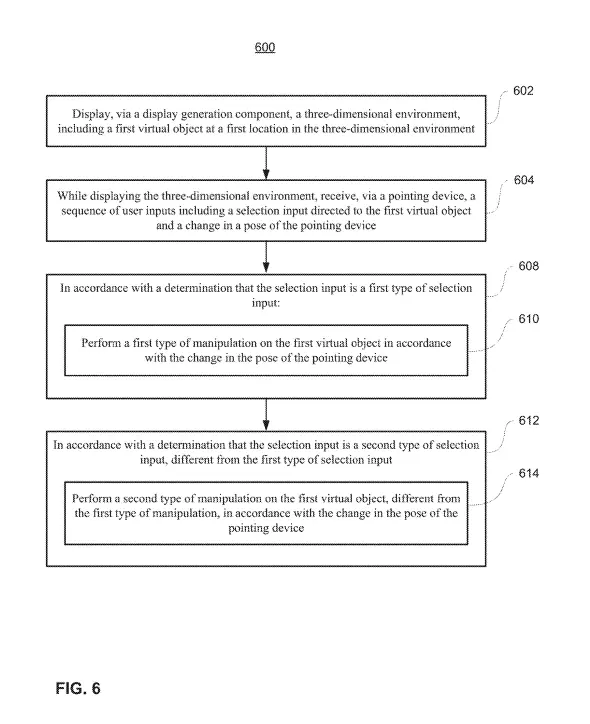 600
602
Display, via a display generation component, a three-dimensional environment,
including a first virtual object at a first location in the three-dimensional environment
604
While displaying the three-dimensional environment, receive, via a pointing device, a
sequence of user inputs including a selection input directed to the first virtual object
and a change in a pose of the pointing device
608
In accordance with a determination that the selection input is a first type of selection
input:
610
Perform a first type of manipulation on the first virtual object in accordance
with the change in the pose of the pointing device
612
In accordance with a determination that the selection input is a second type of selection
input, different from the first type of selection input
614
Perform a second type of manipulation on the first virtual object, different from
the first type of manipulation, in accordance with the change in the pose of the
pointing device
FIG. 6